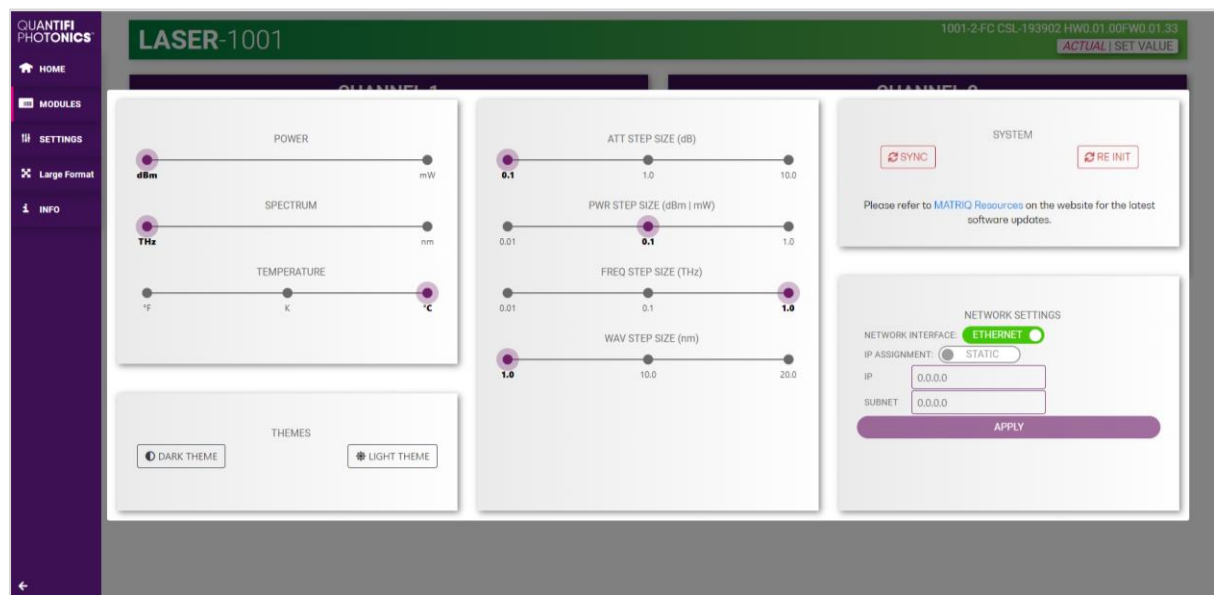 QUANTIFI
PHOTONICS™
HOME
MODULES
SETTINGS
Large Format
INFO
LASER-1001
1001-2-FC CSL-193902 HW0.01.00FW0.01.33
ACTUAL | SET VALUE
CHANNEL 1
CHANNEL 2
POWER
dBm mW
SPECTRUM
THz nm
TEMPERATURE
°F K °C
THEMES
DARK THEME LIGHT THEME
ATT STEP SIZE (dB)
0.1 1.0 10.0
PWR STEP SIZE (dBm | mW)
0.01 0.1 1.0
FREQ STEP SIZE (THz)
0.01 0.1 1.0
WAV STEP SIZE (nm)
1.0 10.0 20.0
SYSTEM
SYNC RE INIT
Please refer to MATRIQ Resources on the website for the latest
software updates.
NETWORK SETTINGS
NETWORK INTERFACE: ETHERNET
IP ASSIGNMENT: STATIC
IP 0.0.0.0
SUBNET 0.0.0.0
APPLY